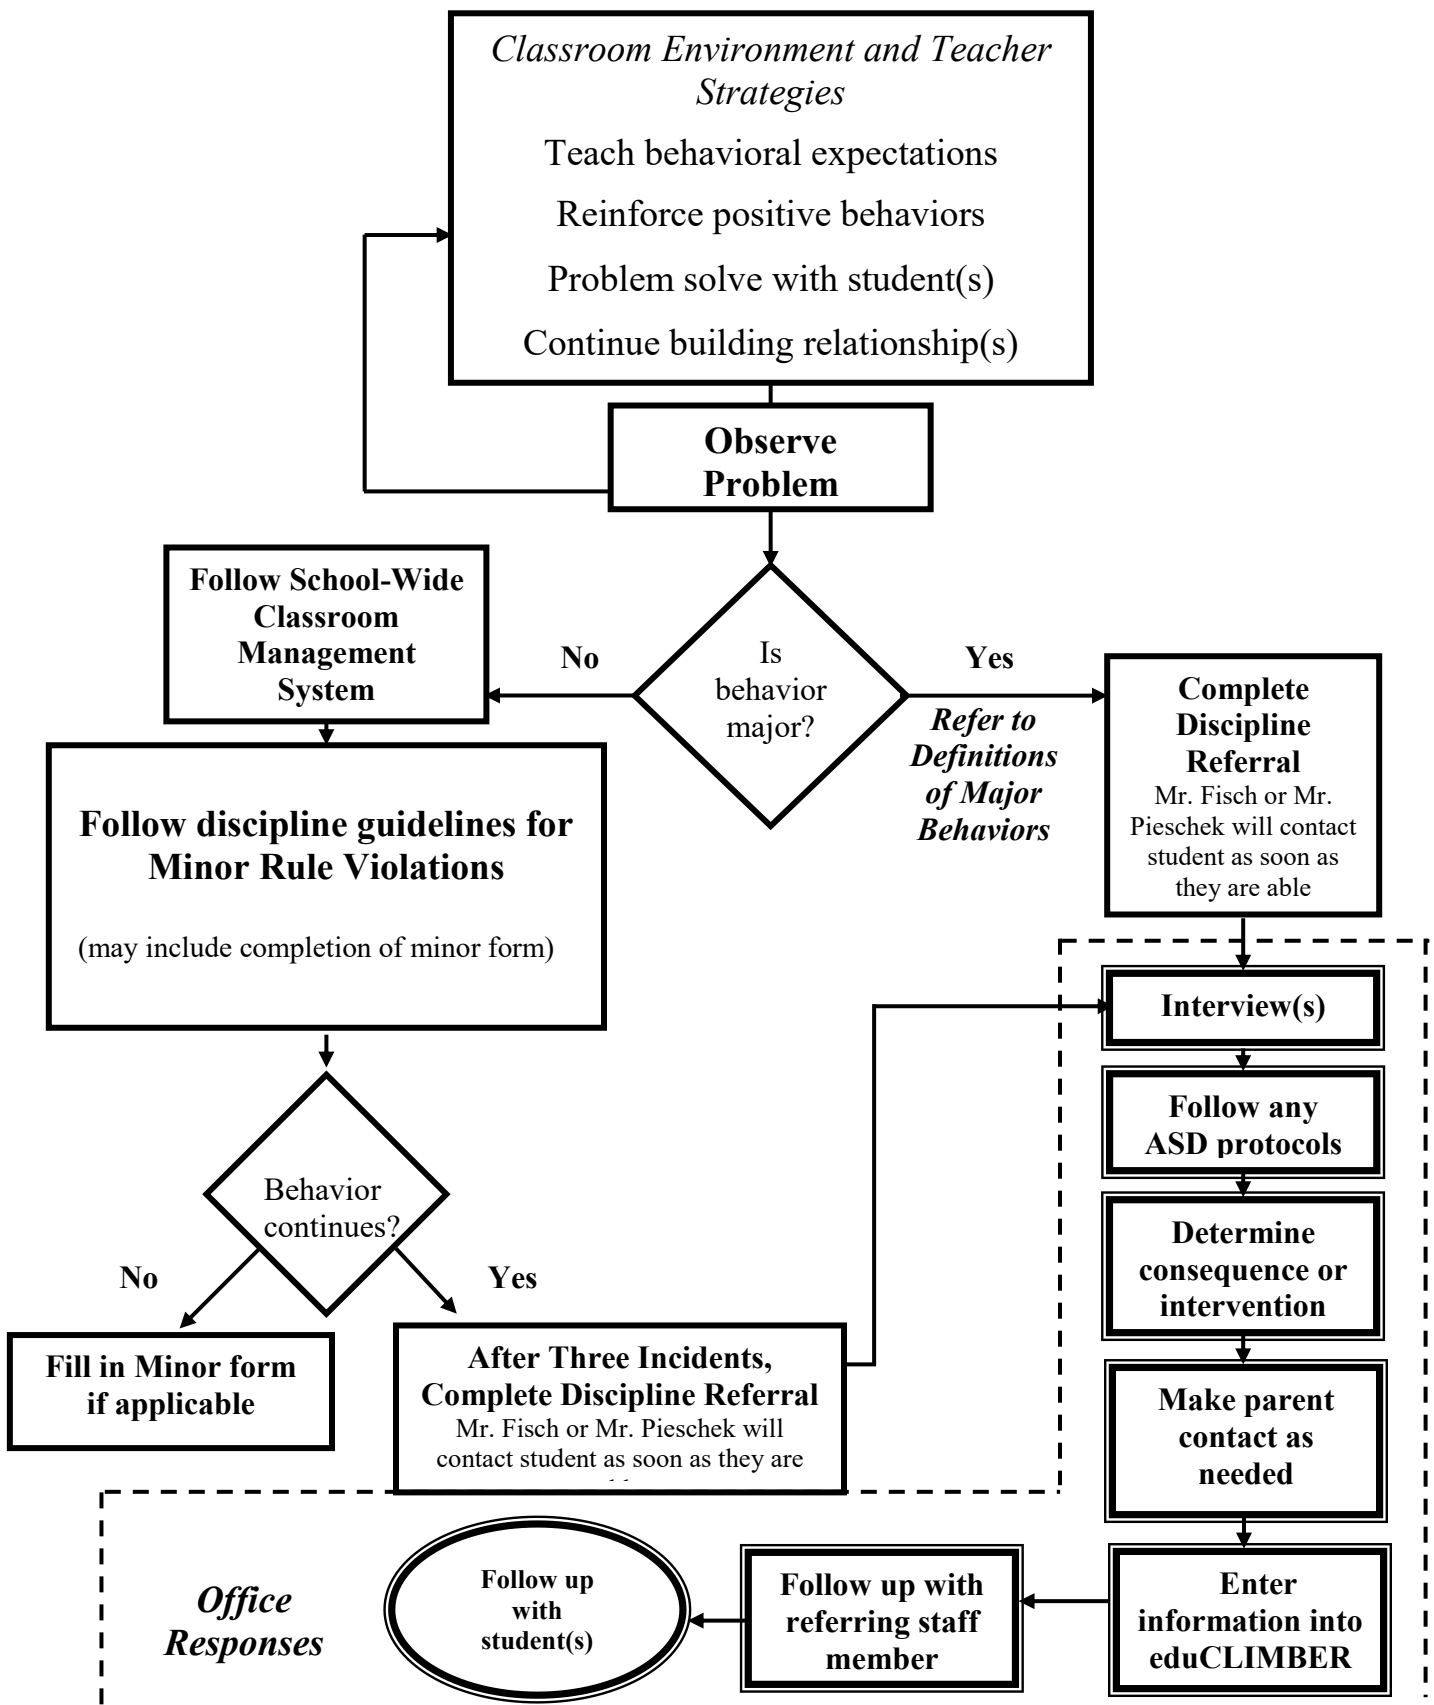 Classroom Environment and Teacher
Strategies
Teach behavioral expectations
Reinforce positive behaviors
Problem solve with student(s)
Continue building relationship(s)
Observe
Problem
Follow School-Wide
Classroom
Management
System
No
Is
behavior
major?
Yes
Refer to
Definitions
of Major
Behaviors
Complete
Discipline
Referral
Mr. Fisch or Mr.
Pieschek will contact
student as soon as
they are able
Follow discipline guidelines for
Minor Rule Violations
(may include completion of minor form)
Behavior
continues?
No
Yes
Fill in Minor form
if applicable
After Three Incidents,
Complete Discipline Referral
Mr. Fisch or Mr. Pieschek will
contact student as soon as they are
Interview(s)
Follow any
ASD protocols
Determine
consequence or
intervention
Make parent
contact as
needed
Enter
information into
eduCLIMBER
Follow up with
referring staff
member
Follow up
with
student(s)
Office
Responses